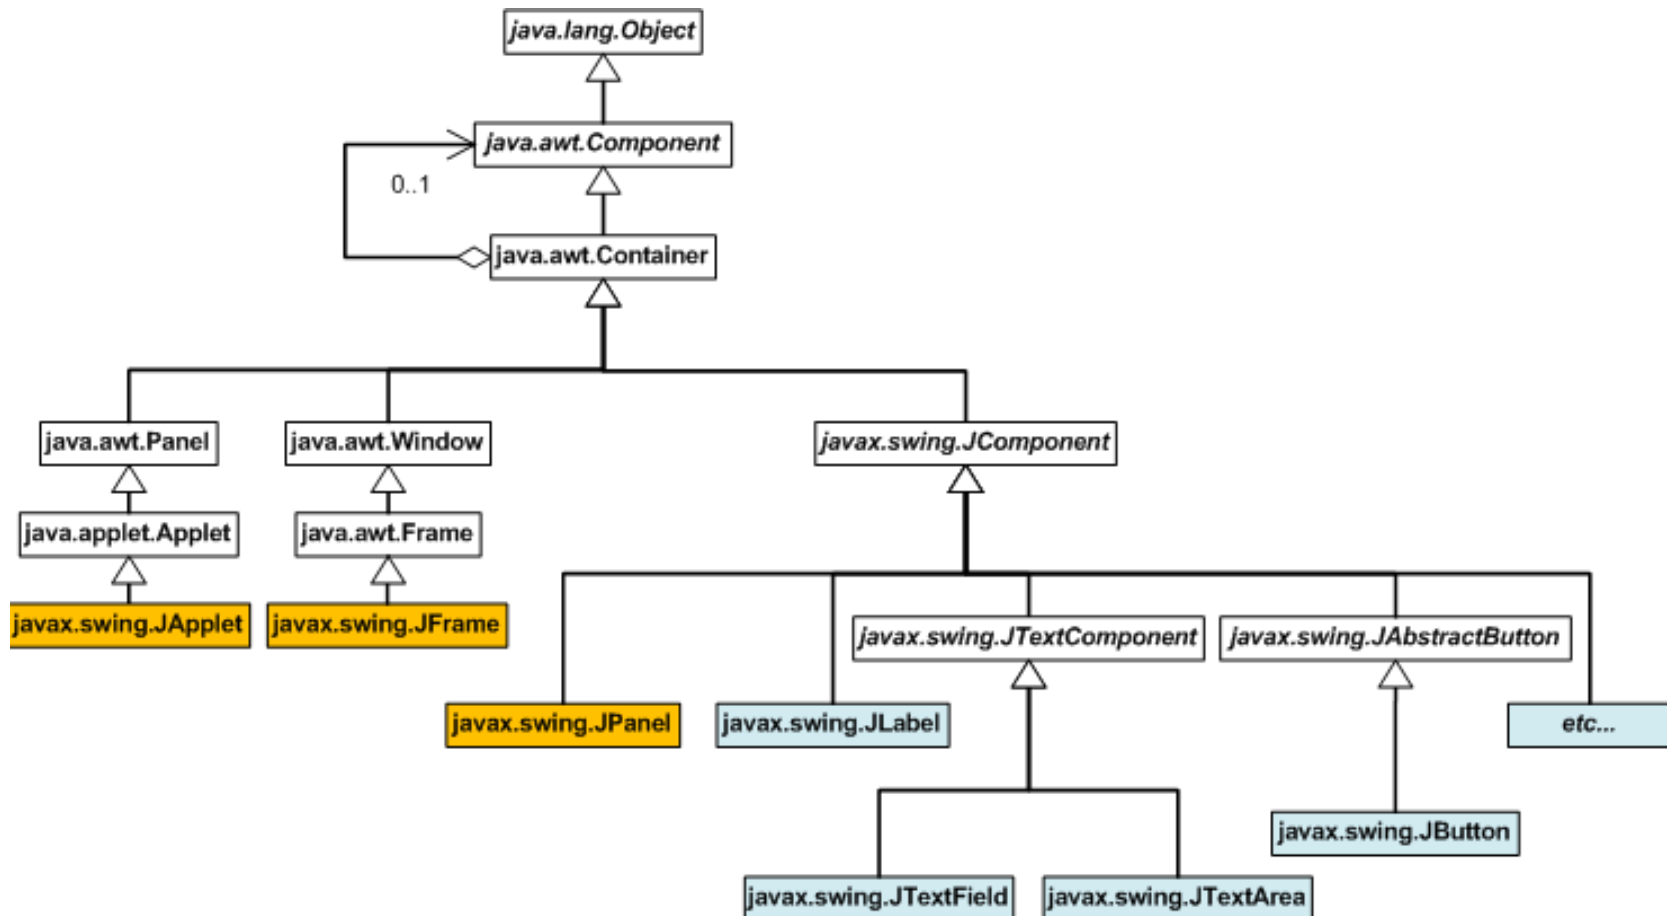 java.lang.Object
java.awt.Component
0..1
java.awt.Container
java.awt.Panel
java.awt.Window
javax.swing.JComponent
java.applet.Applet
java.awt.Frame
javax.swing.JApplet
javax.swing.JFrame
javax.swing.JTextComponent
javax.swing.JAbstractButton
javax.swing.JPanel
javax.swing.JLabel
etc...
javax.swing.JButton
javax.swing.JTextField
javax.swing.JTextArea